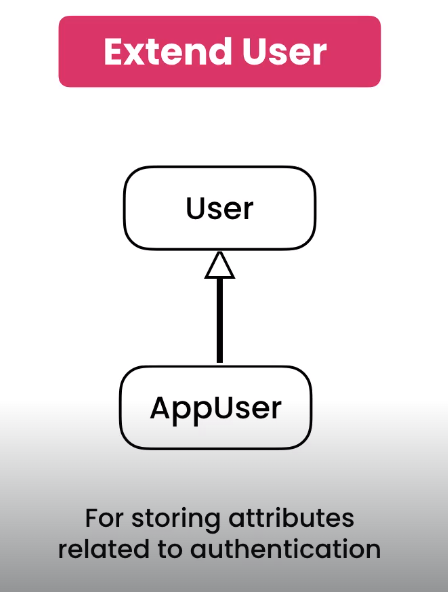 Extend User
User
AppUser
For storing attributes
related to authentication